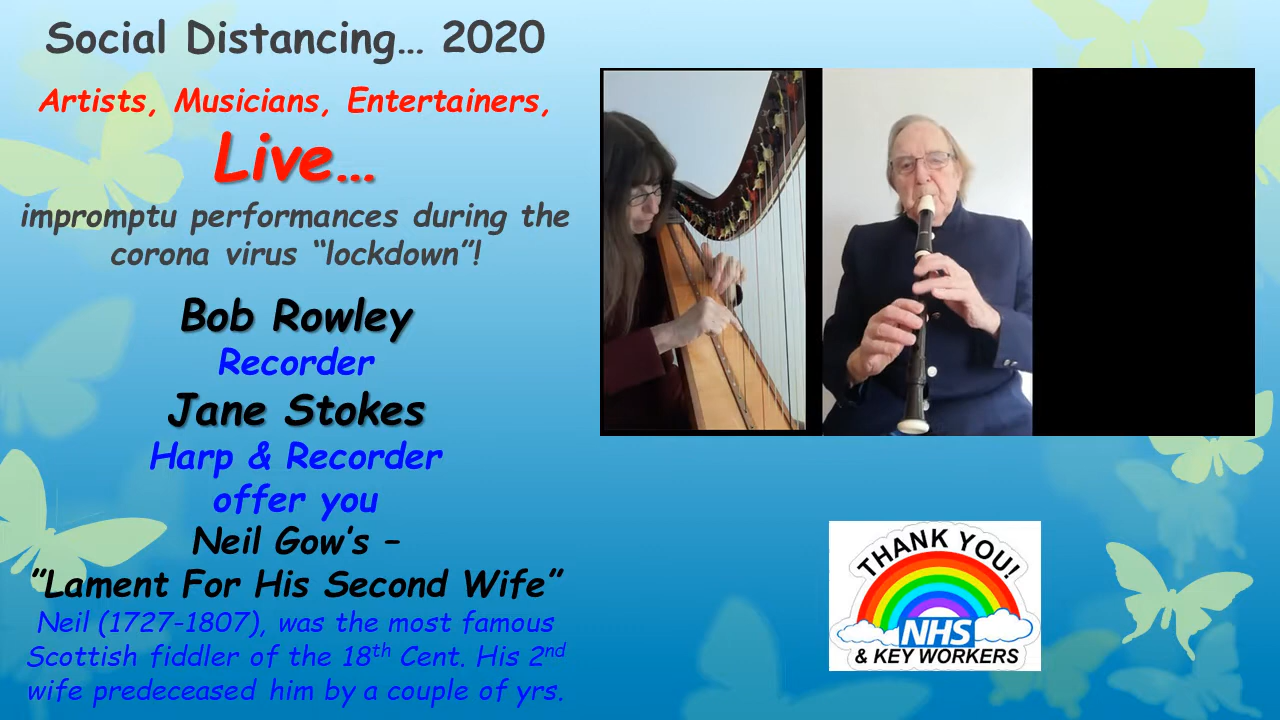 Social Distancing… 2020
Artists, Musicians, Entertainers,
Live…
impromptu performances during the
corona virus “lockdown”!
Bob Rowley
Recorder
Jane Stokes
Harp & Recorder
offer you
Neil Gow’s –
”Lament For His Second Wife”
Neil (1727-1807), was the most famous
Scottish fiddler of the 18th Cent. His 2nd
wife predeceased him by a couple of yrs.
THANK YOU!
NHS
& KEY WORKERS